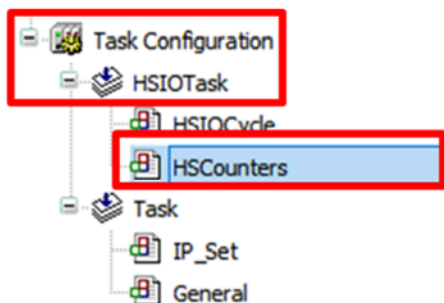 Task Configuration
HSIOTask
HSIOCycle
HSCounters
Task
IP_Set
General